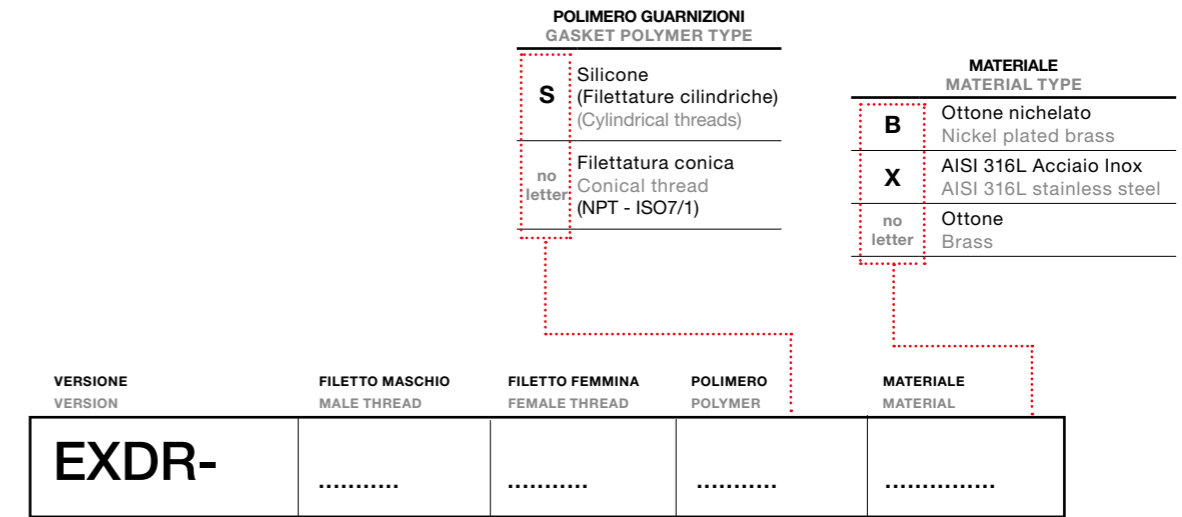 POLIMERO GUARNIZIONI
GASKET POLYMER TYPE
S
Silicone
(Filettature cilindriche)
(Cylindrical threads)
no
letter
Filettatura conica
Conical thread
(NPT - ISO7/1)
MATERIALE
MATERIAL TYPE
B
Ottone nichelato
Nickel plated brass
X
AISI 316L Acciaio Inox
AISI 316L stainless steel
no
letter
Ottone
Brass
VERSIONE
VERSION
FILETTO MASCHIO
MALE THREAD
FILETTO FEMMINA
FEMALE THREAD
POLIMERO
POLYMER
MATERIALE
MATERIAL
EXDR-
...........
...........
...........
...............